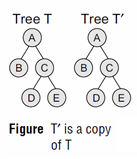 Tree T Tree T′
A A
B C B C
D E D E
Figure T′ is a copy
of T